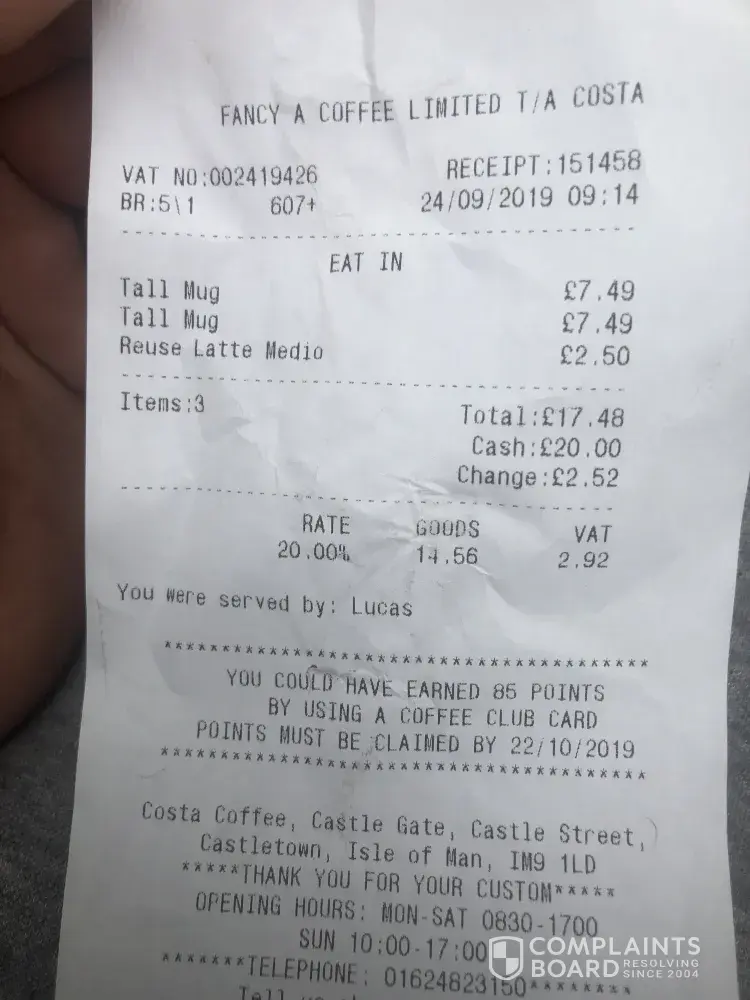 FANCY A COFFEE LIMITED T/A COSTA
VAT NO:002419426 RECEIPT:151458
BR:5\1 607+ 24/09/2019 09:14
EAT IN
Tall Mug £7.49
Tall Mug £7.49
Reuse Latte Medio £2.50
Items:3 Total:£17.48
Cash:£20.00
Change:£2.52
RATE GOODS VAT
20.00% 14.56 2.92
You were served by: Lucas
****************************************
YOU COULD HAVE EARNED 85 POINTS
BY USING A COFFEE CLUB CARD
POINTS MUST BE CLAIMED BY 22/10/2019
****************************************
Costa Coffee, Castle Gate, Castle Street,
Castletown, Isle of Man, IM9 1LD
*****THANK YOU FOR YOUR CUSTOM*****
OPENING HOURS: MON-SAT 0830-1700
SUN 10:00-17:00
*******TELEPHONE: 01624823150********
Tell us
COMPLAINTS
BOARD RESOLVING
SINCE 2004